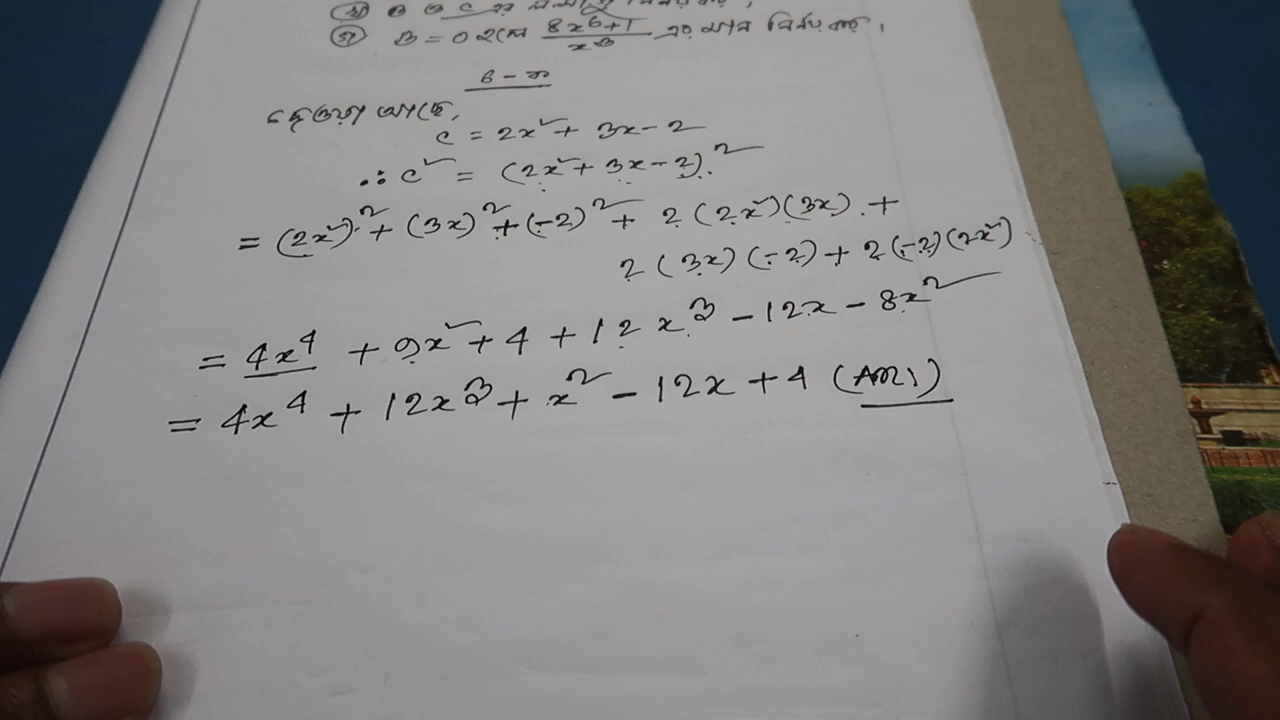 B = 0 হলে 8x⁶+1 / x³ এর মান নির্ণয় কর।
৪-ক
দেওয়া আছে,
c = 2x² + 3x - 2
∴ c² = (2x² + 3x - 2)²
= (2x²)² + (3x)² + (-2)² + 2(2x²)(3x) +
2(3x)(-2) + 2(-2)(2x²)
= 4x⁴ + 9x² + 4 + 12x³ - 12x - 8x²
= 4x⁴ + 12x³ + x² - 12x + 4 (Ans)